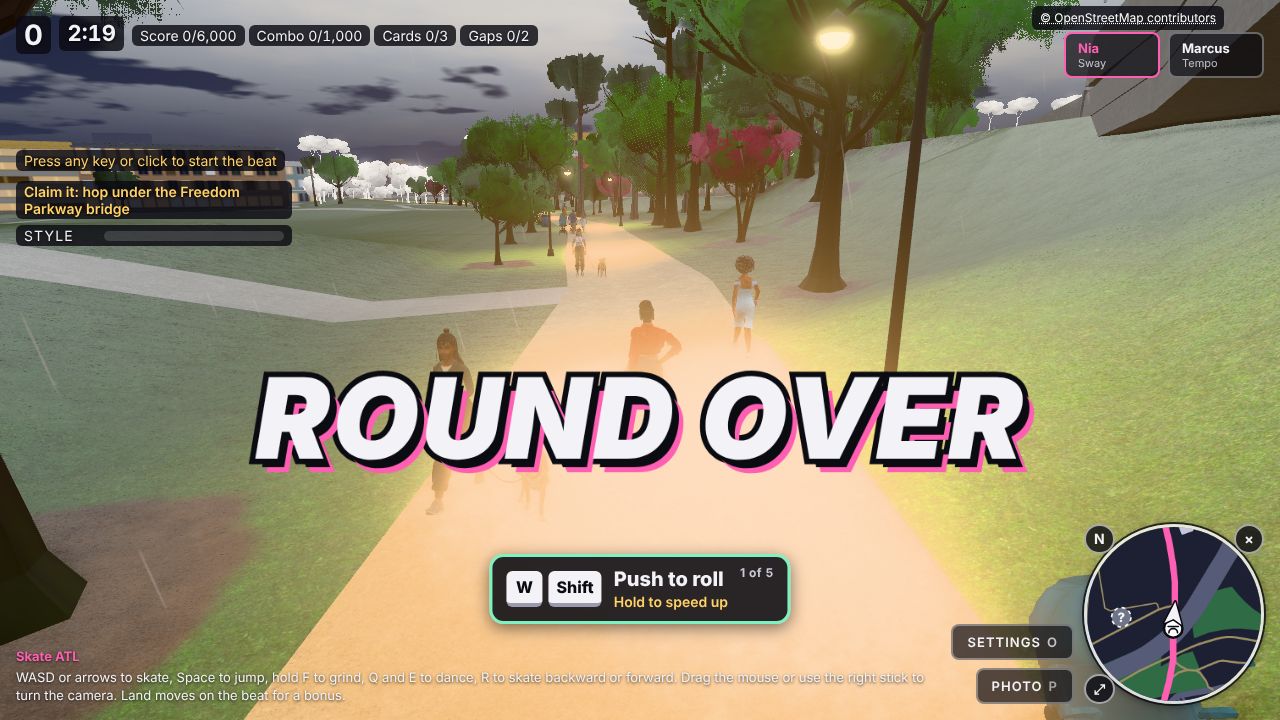 0
2:19
Score 0/6,000
Combo 0/1,000
Cards 0/3
Gaps 0/2
© OpenStreetMap contributors
Nia
Sway
Marcus
Tempo
Press any key or click to start the beat
Claim it: hop under the Freedom
Parkway bridge
STYLE
ROUND OVER
W
Shift
Push to roll
1 of 5
Hold to speed up
N
×
?
SETTINGS O
PHOTO P
Skate ATL
WASD or arrows to skate, Space to jump, hold F to grind, Q and E to dance, R to skate backward or forward. Drag the mouse or use the right stick to
turn the camera. Land moves on the beat for a bonus.